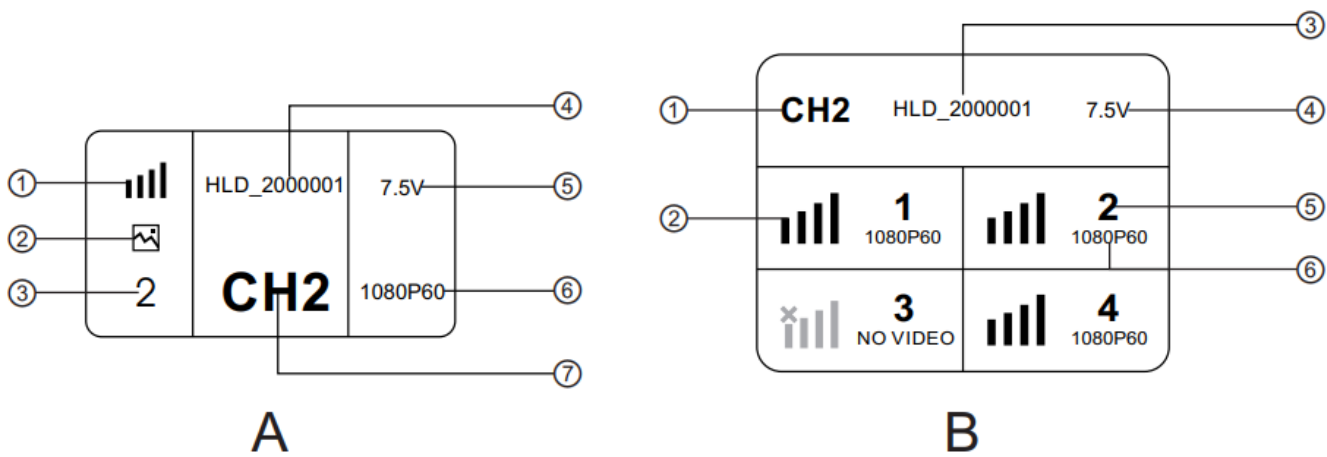 ④
①
HLD_2000001
7.5V
⑤
②
③
2
CH2
1080P60
⑥
⑦
A
③
①
CH2
HLD_2000001
7.5V
④
②
1
1080P60
2
1080P60
⑤
⑥
3
NO VIDEO
4
1080P60
B